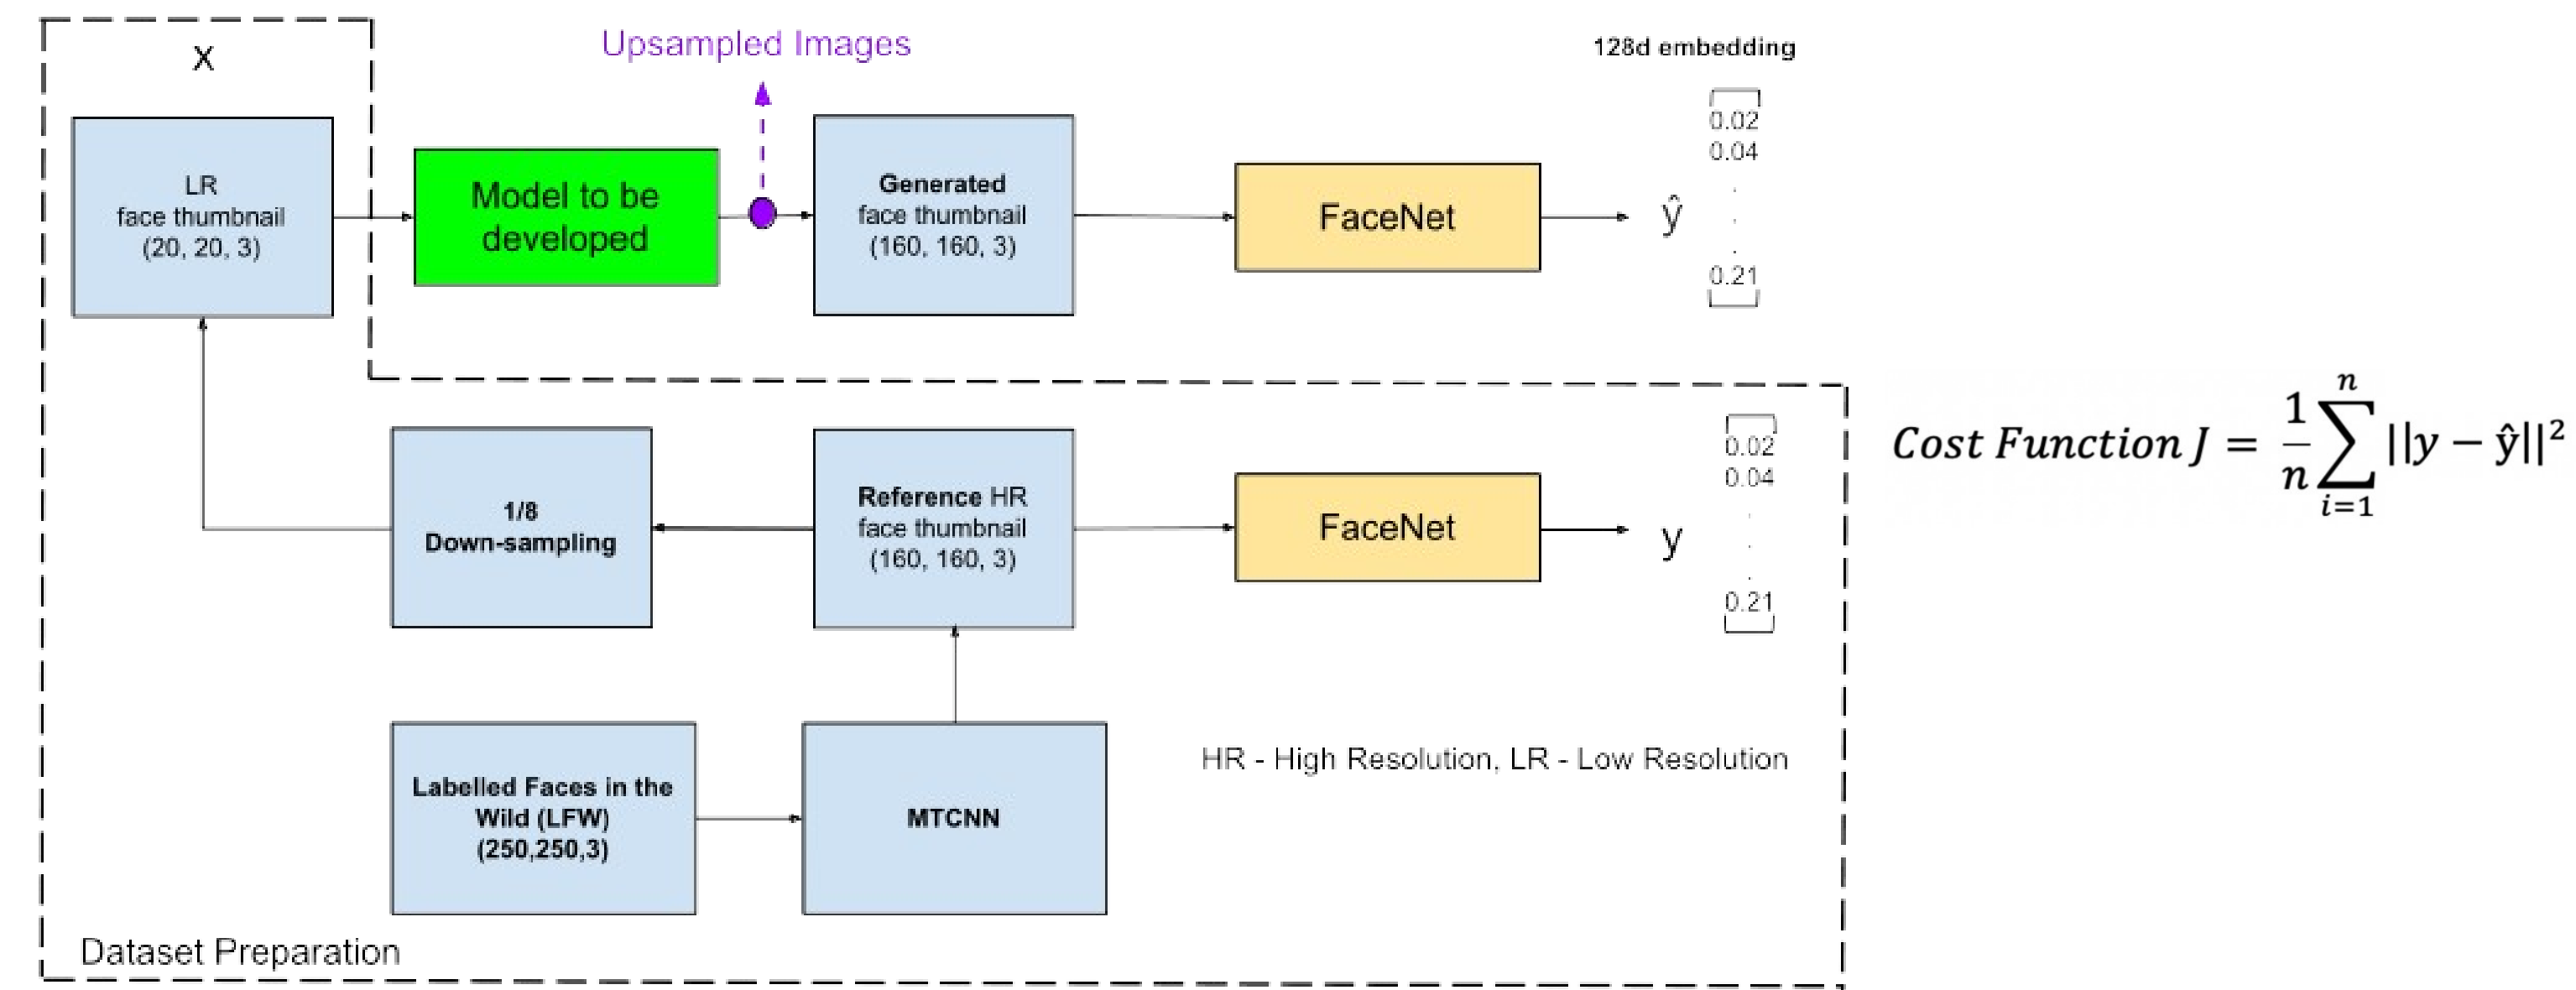 X
Upsampled Images
128d embedding
LR
face thumbnail
(20, 20, 3)
Model to be
developed
Generated
face thumbnail
(160, 160, 3)
FaceNet
ŷ
0.02
0.04
.
.
.
0.21
1/8
Down-sampling
Reference HR
face thumbnail
(160, 160, 3)
FaceNet
y
0.02
0.04
.
.
.
0.21
Cost Function J = \frac{1}{n} \sum_{i=1}^{n} ||y − ŷ||²
Labelled Faces in the
Wild (LFW)
(250,250,3)
MTCNN
HR - High Resolution, LR - Low Resolution
Dataset Preparation